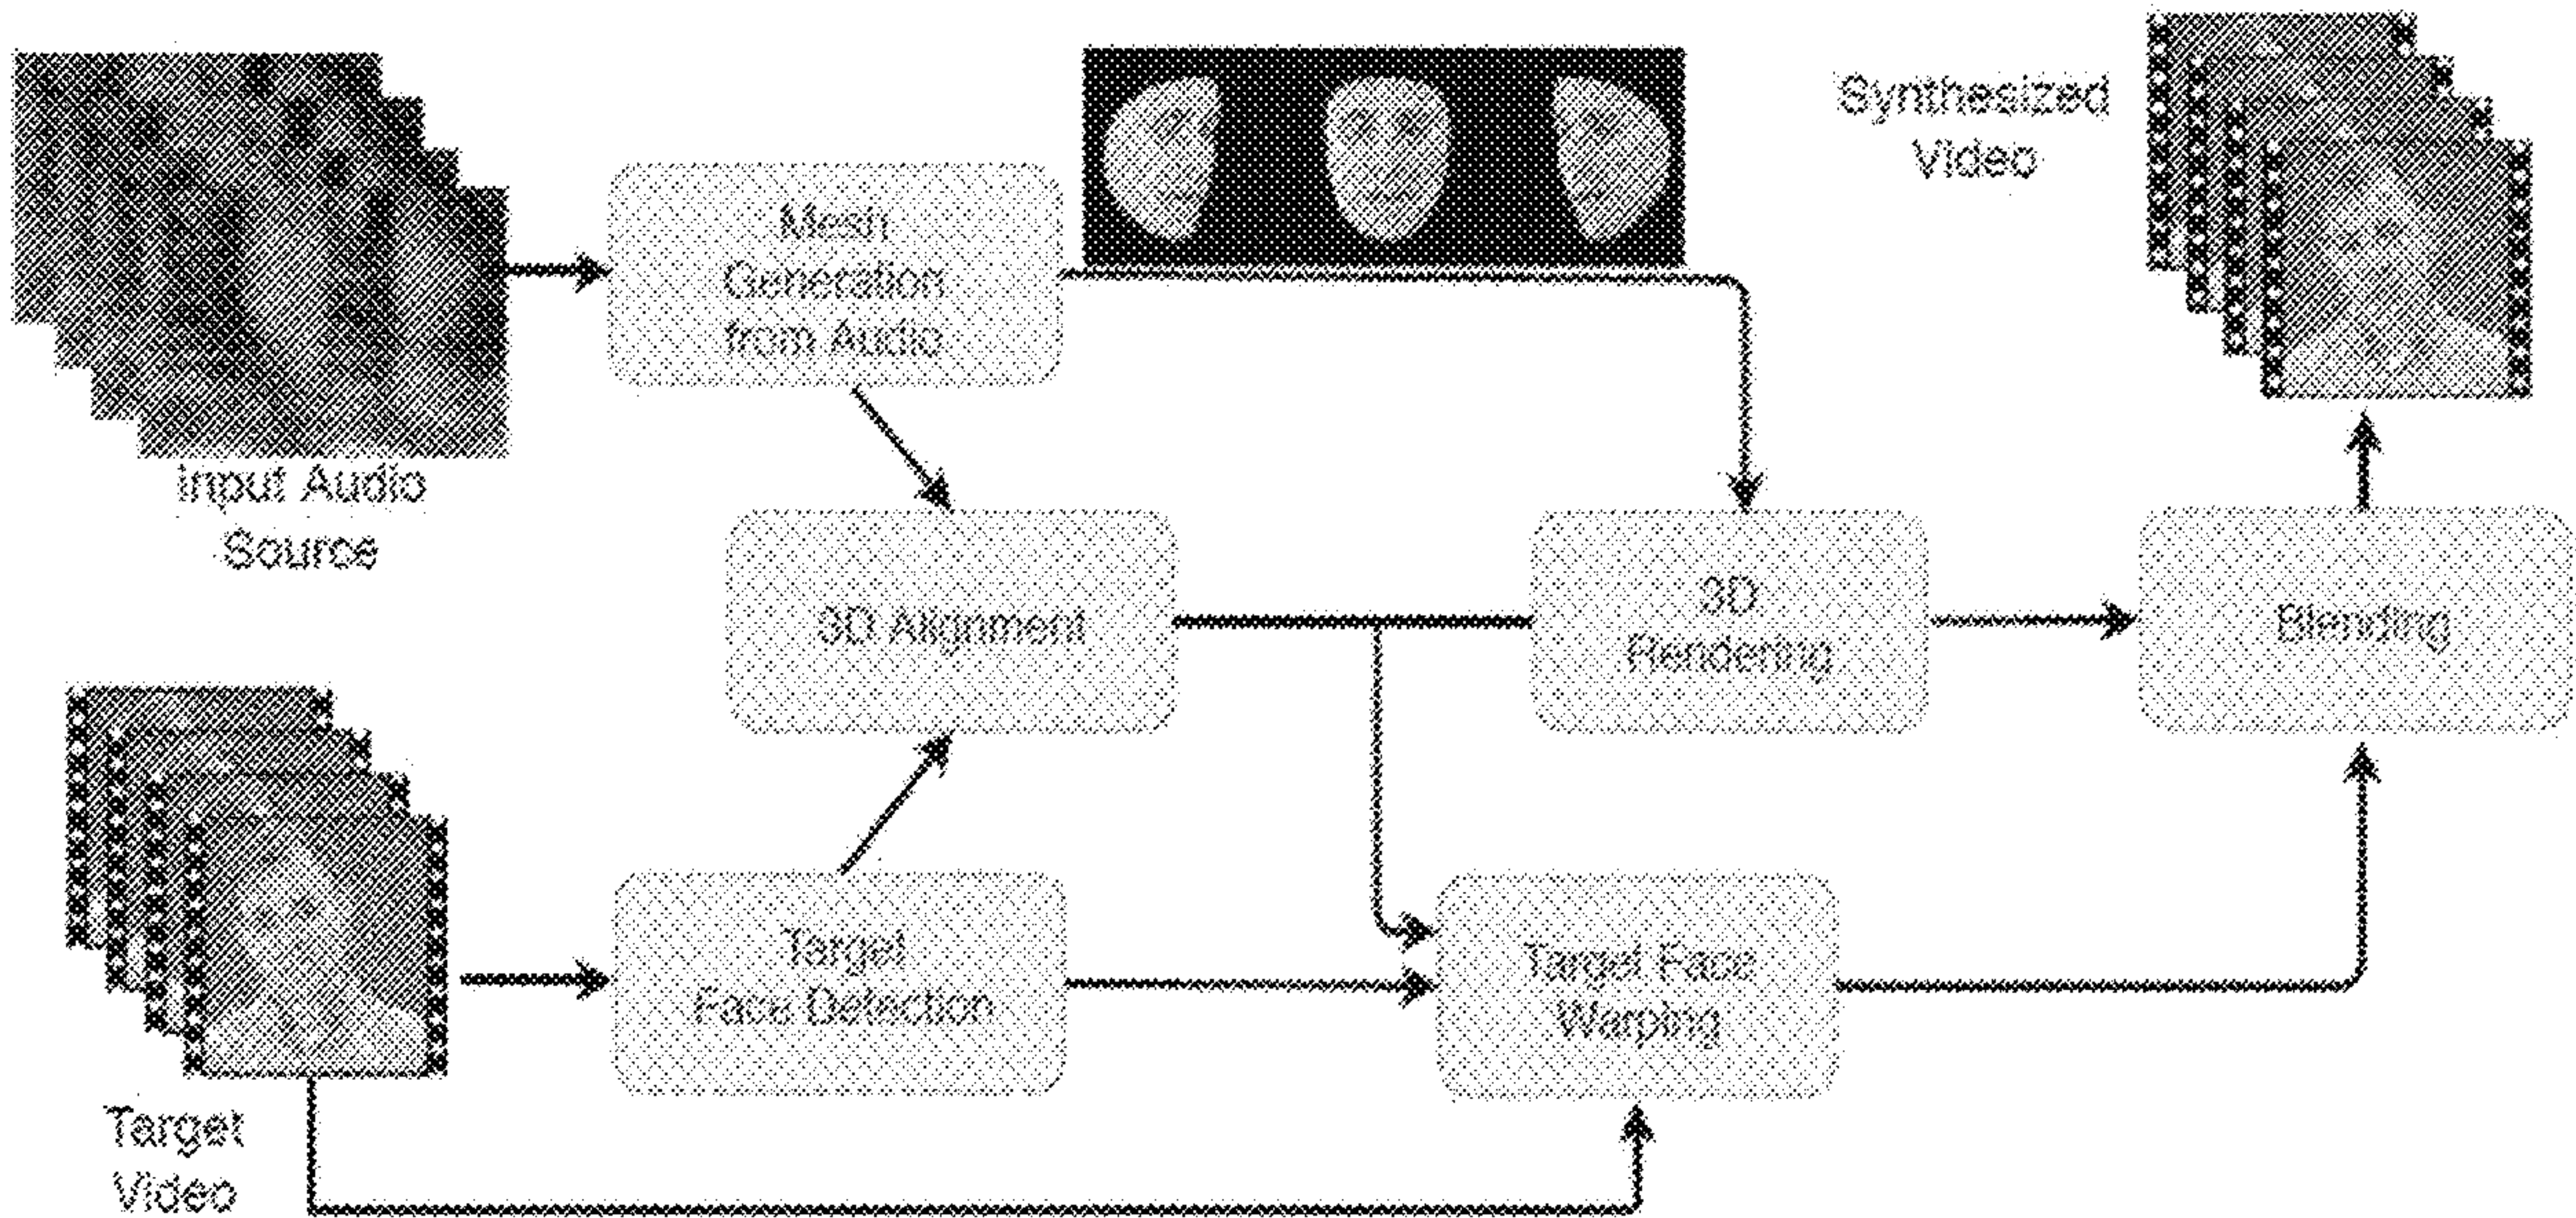 Synthesized
Video
Mesh
Generation
from Audio
Input Audio
Source
3D Alignment
3D
Rendering
Blending
Target
Face Detection
Target Face
Warping
Target
Video